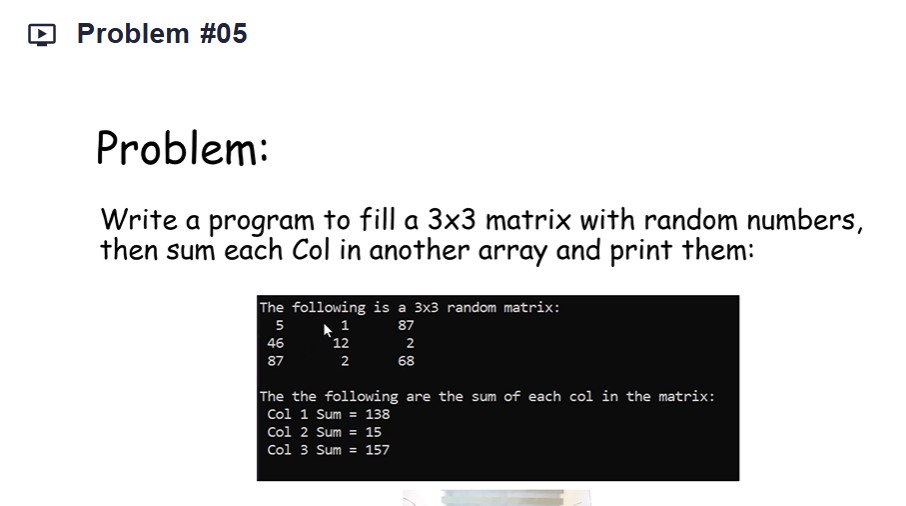 Problem #05
Problem:
Write a program to fill a 3x3 matrix with random numbers,
then sum each Col in another array and print them:
The following is a 3x3 random matrix:
5 1 87
46 12 2
87 2 68
The the following are the sum of each col in the matrix:
Col 1 Sum = 138
Col 2 Sum = 15
Col 3 Sum = 157